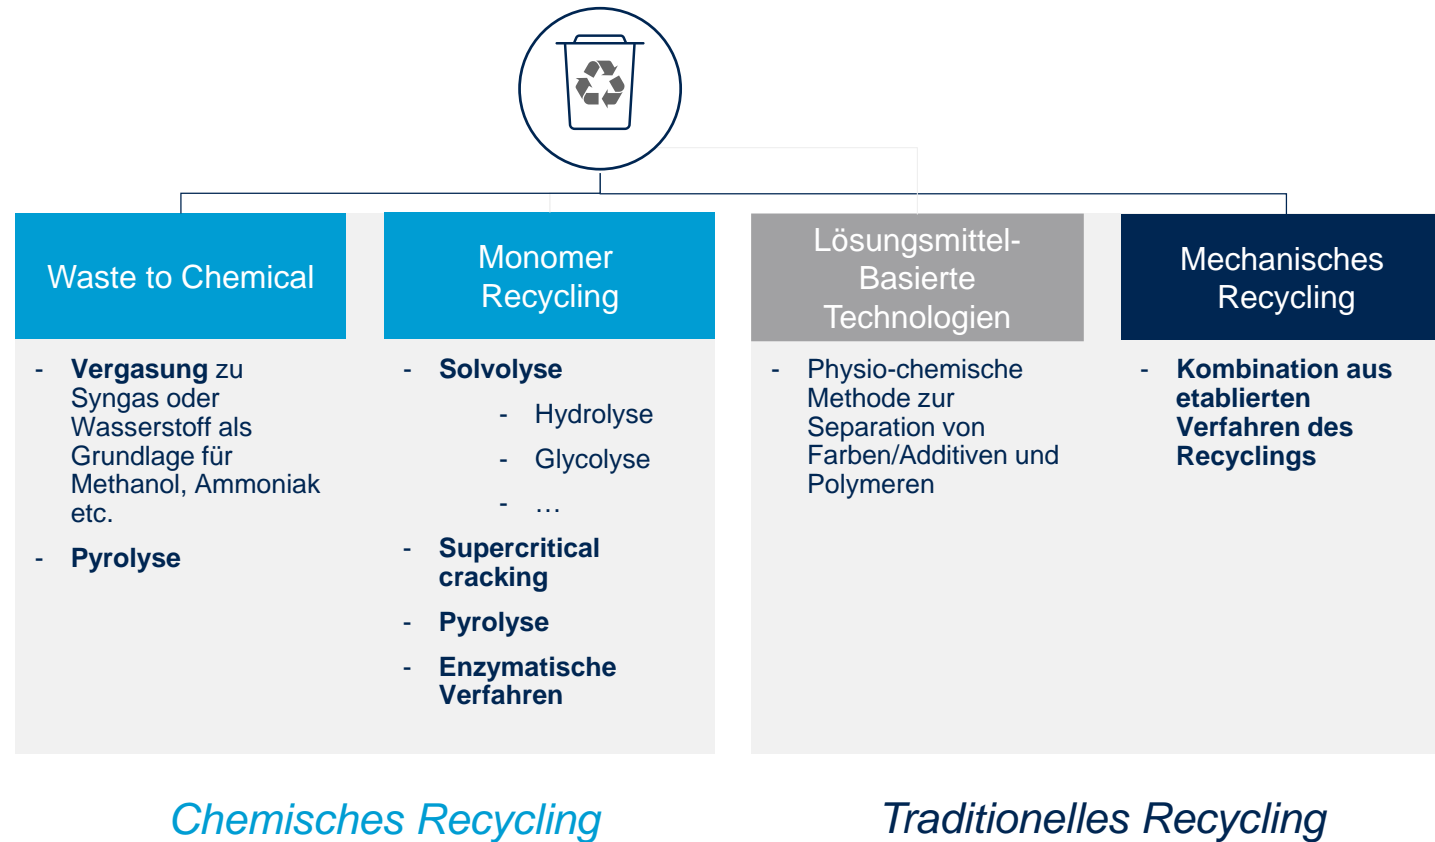 Waste to Chemical
Monomer
Recycling
Lösungsmittel-
Basierte
Technologien
Mechanisches
Recycling
- Vergasung zu
Syngas oder
Wasserstoff als
Grundlage für
Methanol, Ammoniak
etc.
- Pyrolyse
- Solvolyse
- Hydrolyse
- Glycolyse
- …
- Supercritical
cracking
- Pyrolyse
- Enzymatische
Verfahren
- Physio-chemische
Methode zur
Separation von
Farben/Additiven und
Polymeren
- Kombination aus
etablierten
Verfahren des
Recyclings
Chemisches Recycling
Traditionelles Recycling